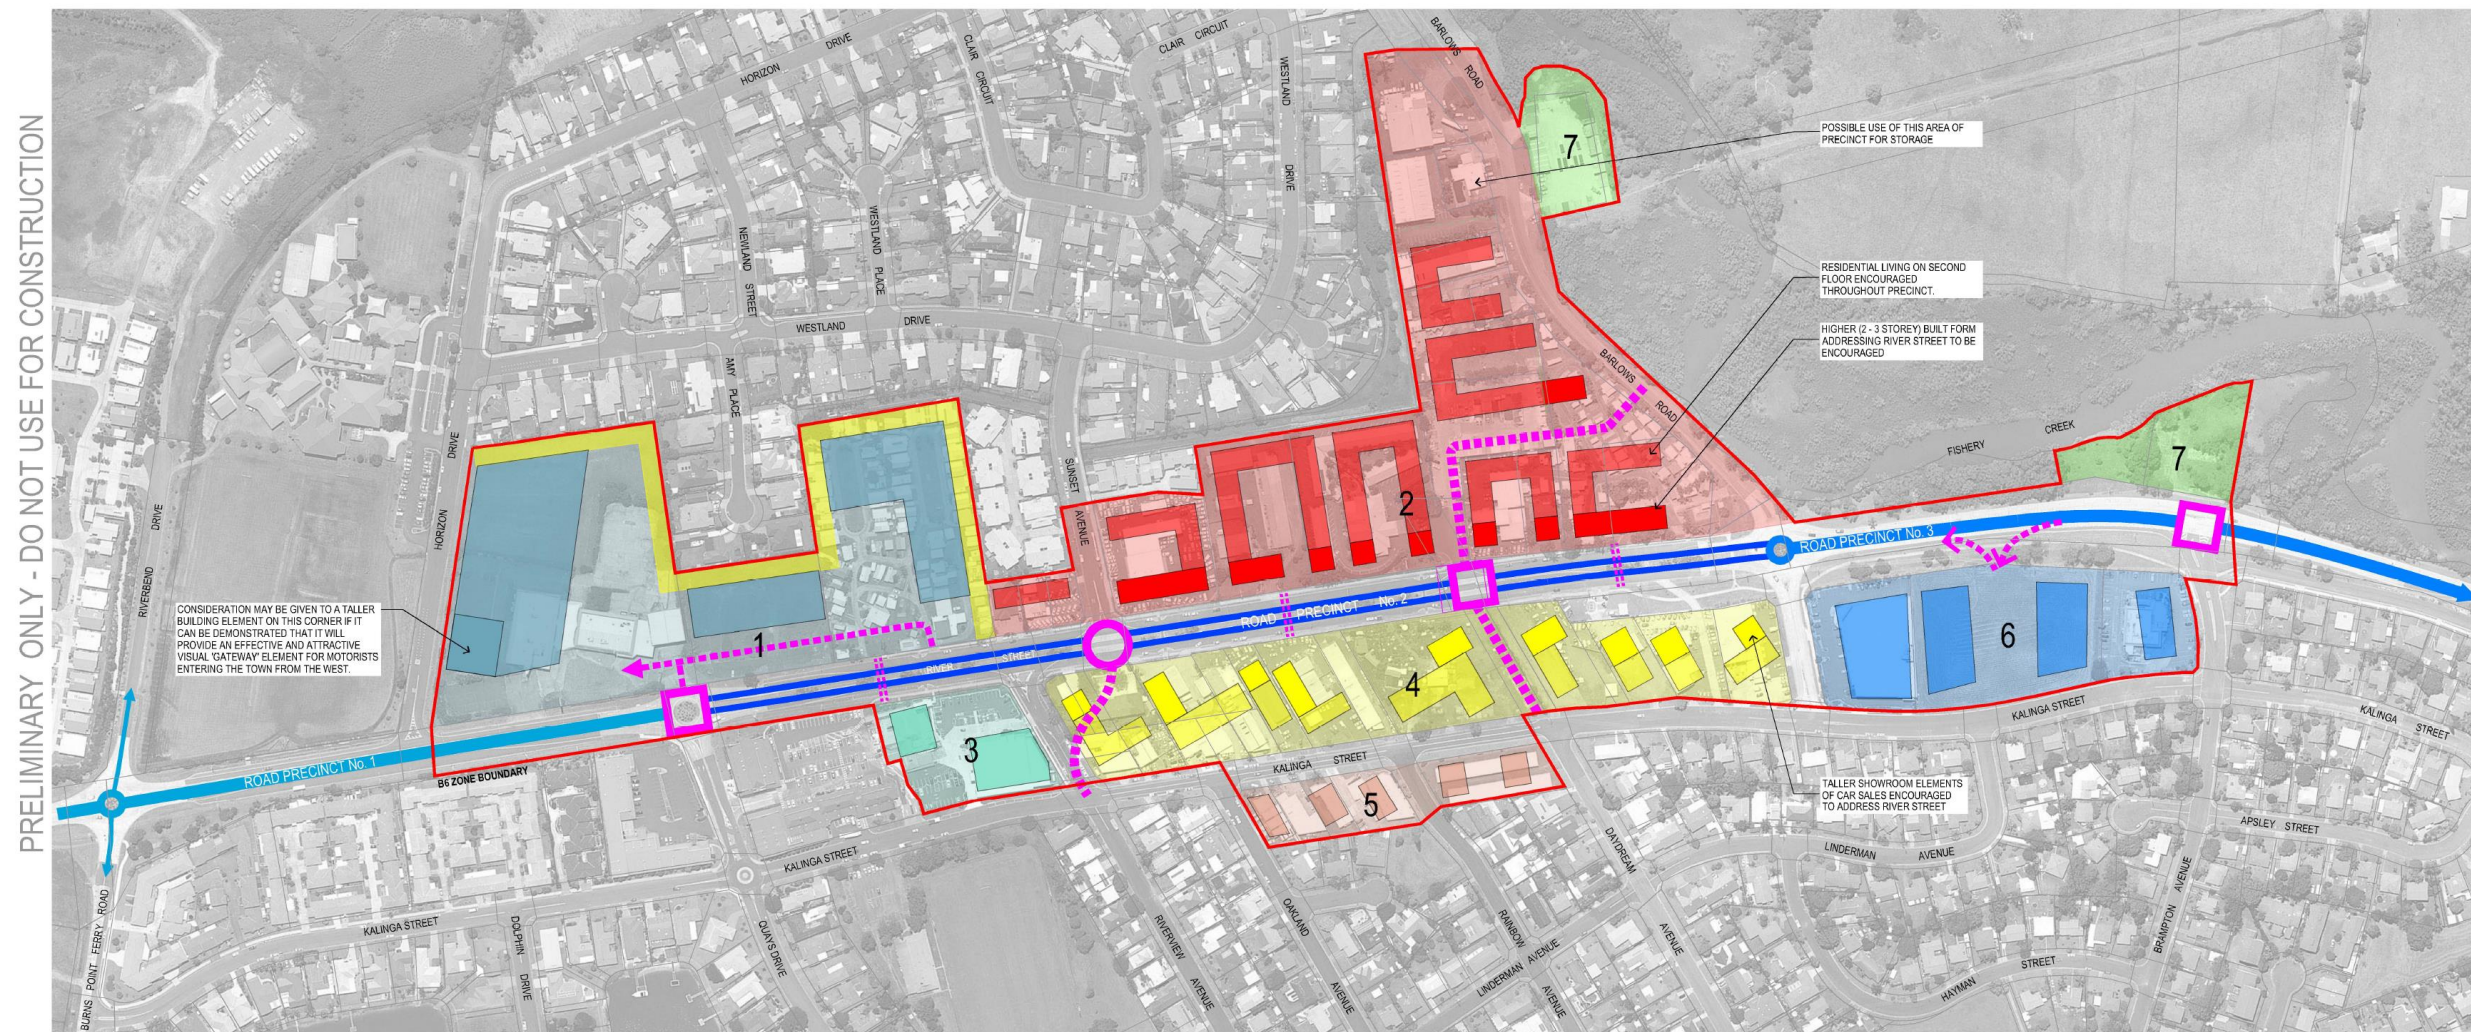 PRELIMINARY ONLY - DO NOT USE FOR CONSTRUCTION
HORIZON DRIVE
CLAIR CIRCUIT
CLAIR CIRCUIT
WESTLAND DRIVE
BARLOWS ROAD
7
POSSIBLE USE OF THIS AREA OF
PRECINCT FOR STORAGE
NEWLAND STREET
WESTLAND PLACE
RESIDENTIAL LIVING ON SECOND
FLOOR ENCOURAGED
THROUGHOUT PRECINCT.
HIGHER (2 - 3 STOREY) BUILT FORM
ADDRESSING RIVER STREET TO BE
ENCOURAGED
WESTLAND DRIVE
AMY PLACE
BARLOWS ROAD
HORIZON DRIVE
SUNSET AVENUE
FISHERY CREEK
7
2
RIVERBEND DRIVE
ROAD PRECINCT No. 3
CONSIDERATION MAY BE GIVEN TO A TALLER
BUILDING ELEMENT ON THIS CORNER IF IT
CAN BE DEMONSTRATED THAT IT WILL
PROVIDE AN EFFECTIVE AND ATTRACTIVE
VISUAL 'GATEWAY' ELEMENT FOR MOTORISTS
ENTERING THE TOWN FROM THE WEST.
1
ROAD PRECINCT No. 2
6
RIVER STREET
4
KALINGA STREET
KALINGA STREET
3
KALINGA STREET
ROAD PRECINCT No. 1
B6 ZONE BOUNDARY
5
TALLER SHOWROOM ELEMENTS
OF CAR SALES ENCOURAGED
TO ADDRESS RIVER STREET
APSLEY STREET
KALINGA STREET
LINDERMAN AVENUE
DAYDREAM AVENUE
BURNS POINT FERRY ROAD
KALINGA STREET
DOLPHIN DRIVE
QUAYS DRIVE
RIVERVIEW AVENUE
OAKLAND AVENUE
RAINBOW AVENUE
LINDERMAN AVENUE
BRAMPTON AVENUE
HAYMAN STREET